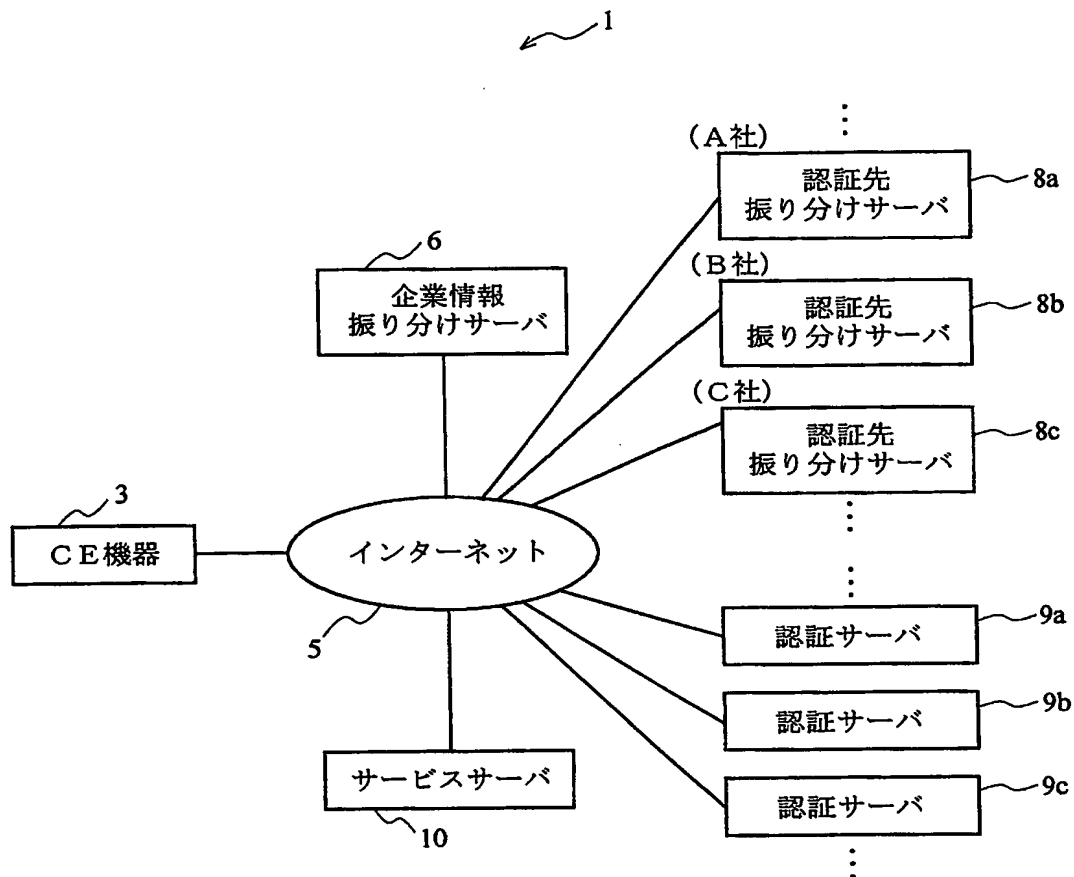 1
(A社)
認証先
振り分けサーバ
8a
6
企業情報
振り分けサーバ
(B社)
認証先
振り分けサーバ
8b
(C社)
認証先
振り分けサーバ
8c
3
CE機器
インターネット
5
認証サーバ
9a
認証サーバ
9b
サービスサーバ
10
認証サーバ
9c